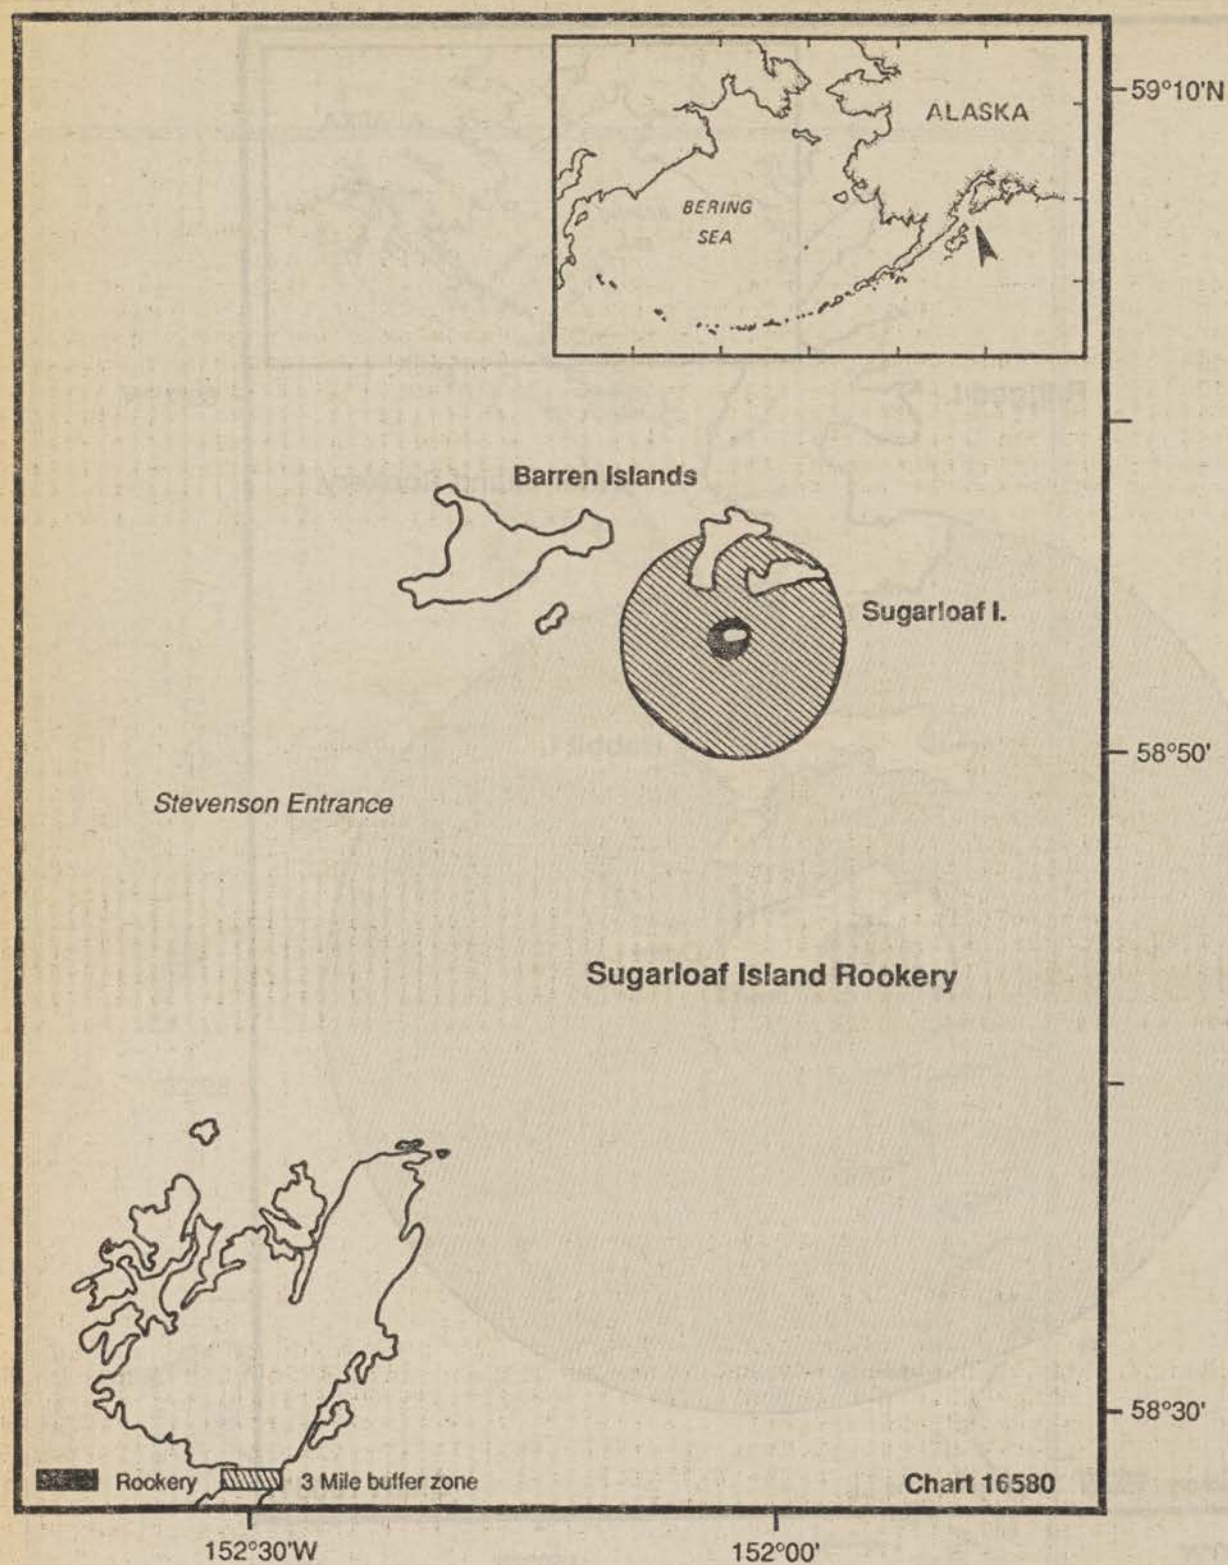 59°10'N
ALASKA
BERING
SEA
Barren Islands
Sugarloaf I.
58°50'
Stevenson Entrance
Sugarloaf Island Rookery
58°30'
Rookery
3 Mile buffer zone
Chart 16580
152°30'W
152°00'